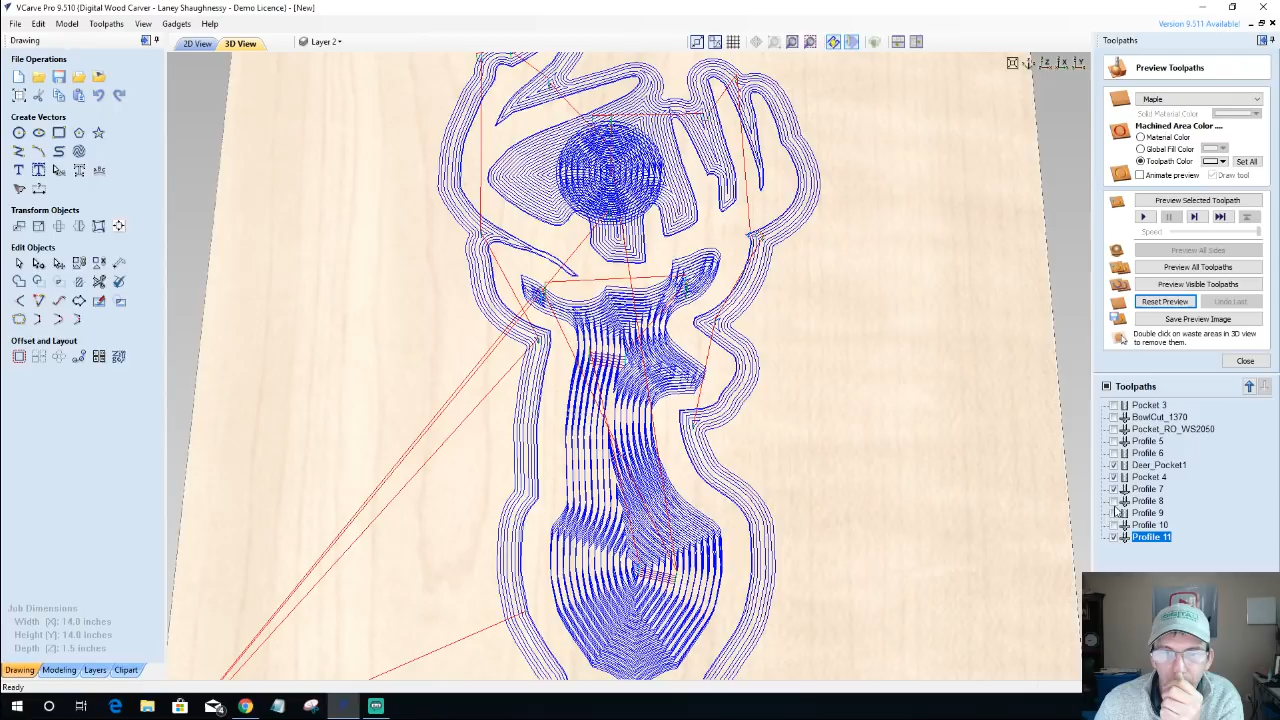 VCarve Pro 9.510 {Digital Wood Carver - Laney Shaughnessy - Demo Licence} - [New]
File Edit Model Toolpaths View Gadgets Help
Version 9.511 Available!
Drawing
2D View 3D View Layer 2
Toolpaths
File Operations
Create Vectors
Transform Objects
Edit Objects
Offset and Layout
Job Dimensions
Width (X): 14.0 inches
Height (Y): 14.0 inches
Depth (Z): 1.5 inches
Drawing Modeling Layers Clipart
Ready
Preview Toolpaths
Maple
Solid Material Color
Machined Area Color ....
Material Color
Global Fill Color
Toolpath Color Set All
Animate preview Draw tool
Preview Selected Toolpath
Speed:
Preview All Sides
Preview All Toolpaths
Preview Visible Toolpaths
Reset Preview Undo Last
Save Preview Image
Double click on waste areas in 3D view
to remove them.
Close
Toolpaths
Pocket 3
BowlCut_1370
Pocket_RO_WS2050
Profile 5
Profile 6
Deer_Pocket1
Pocket 4
Profile 7
Profile 8
Profile 9
Profile 10
Profile 11